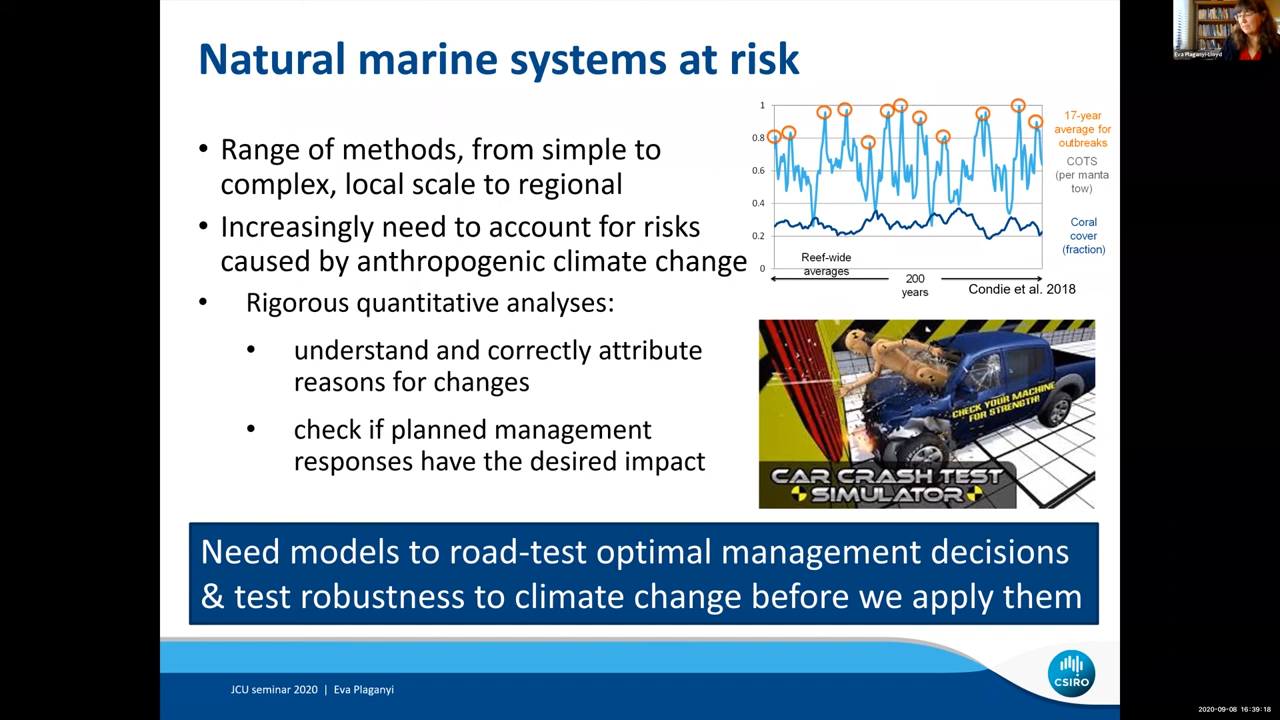 Natural marine systems at risk
• Range of methods, from simple to
complex, local scale to regional
• Increasingly need to account for risks
caused by anthropogenic climate change
• Rigorous quantitative analyses:
• understand and correctly attribute
reasons for changes
• check if planned management
responses have the desired impact
1
0.8
0.6
0.4
0.2
0
Reef-wide
averages
200
years
Condie et al. 2018
17-year
average for
outbreaks
COTS
(per manta
tow)
Coral
cover
(fraction)
CHECK YOUR MACHINE
FOR STRENGTH!
CAR CRASH TEST
SIMULATOR
Need models to road-test optimal management decisions
& test robustness to climate change before we apply them
JCU seminar 2020 | Eva Plaganyi
CSIRO
Eva Plaganyi-Lloyd
2020-09-08 16:39:18